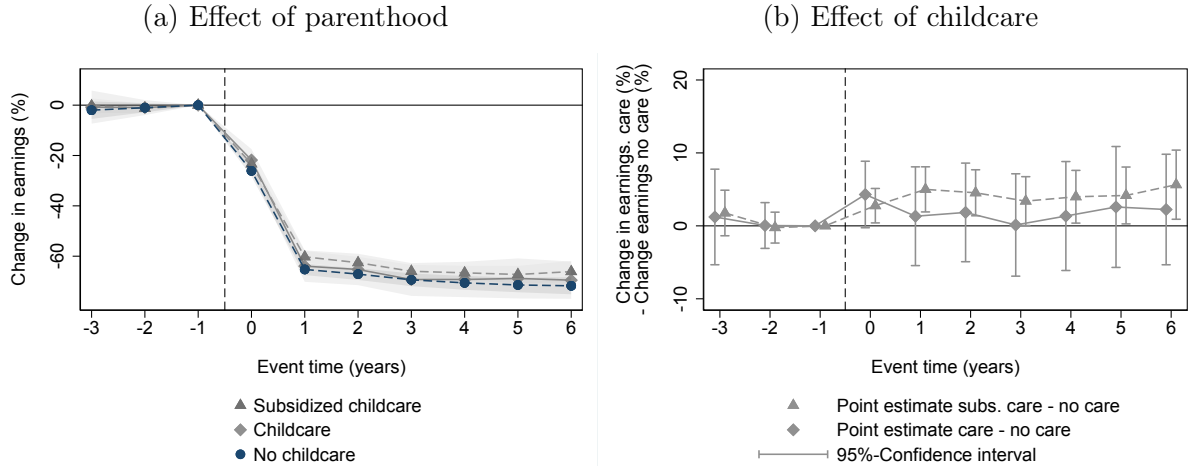 (a) Effect of parenthood
Change in earnings (%)
0
-20
-40
-60
-3 -2 -1 0 1 2 3 4 5 6
Event time (years)
Subsidized childcare
Childcare
No childcare
(b) Effect of childcare
Change in earnings. care (%)
- Change earnings no care (%)
20
10
0
-10
-3 -2 -1 0 1 2 3 4 5 6
Event time (years)
Point estimate subs. care - no care
Point estimate care - no care
95%-Confidence interval